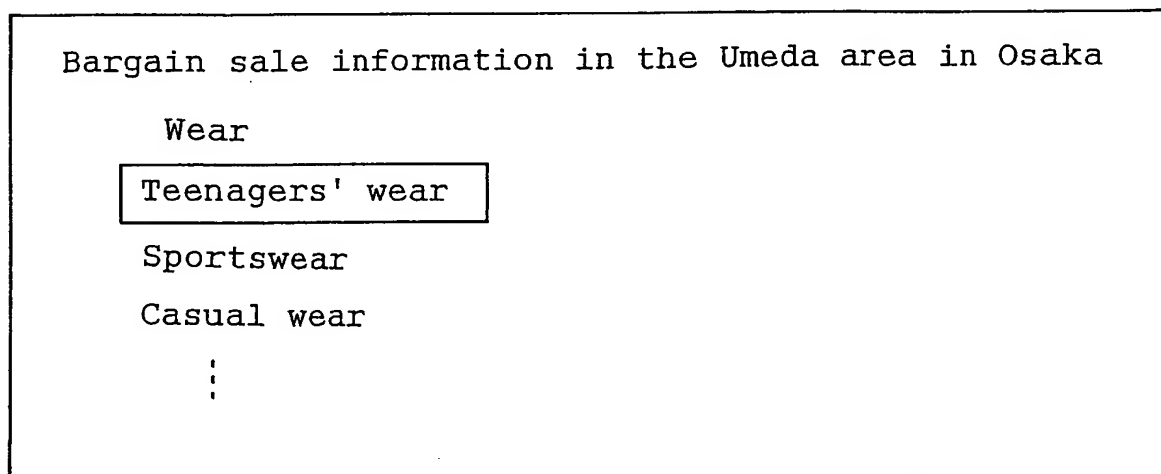 Bargain sale information in the Umeda area in Osaka
Wear
Teenagers' wear
Sportswear
Casual wear